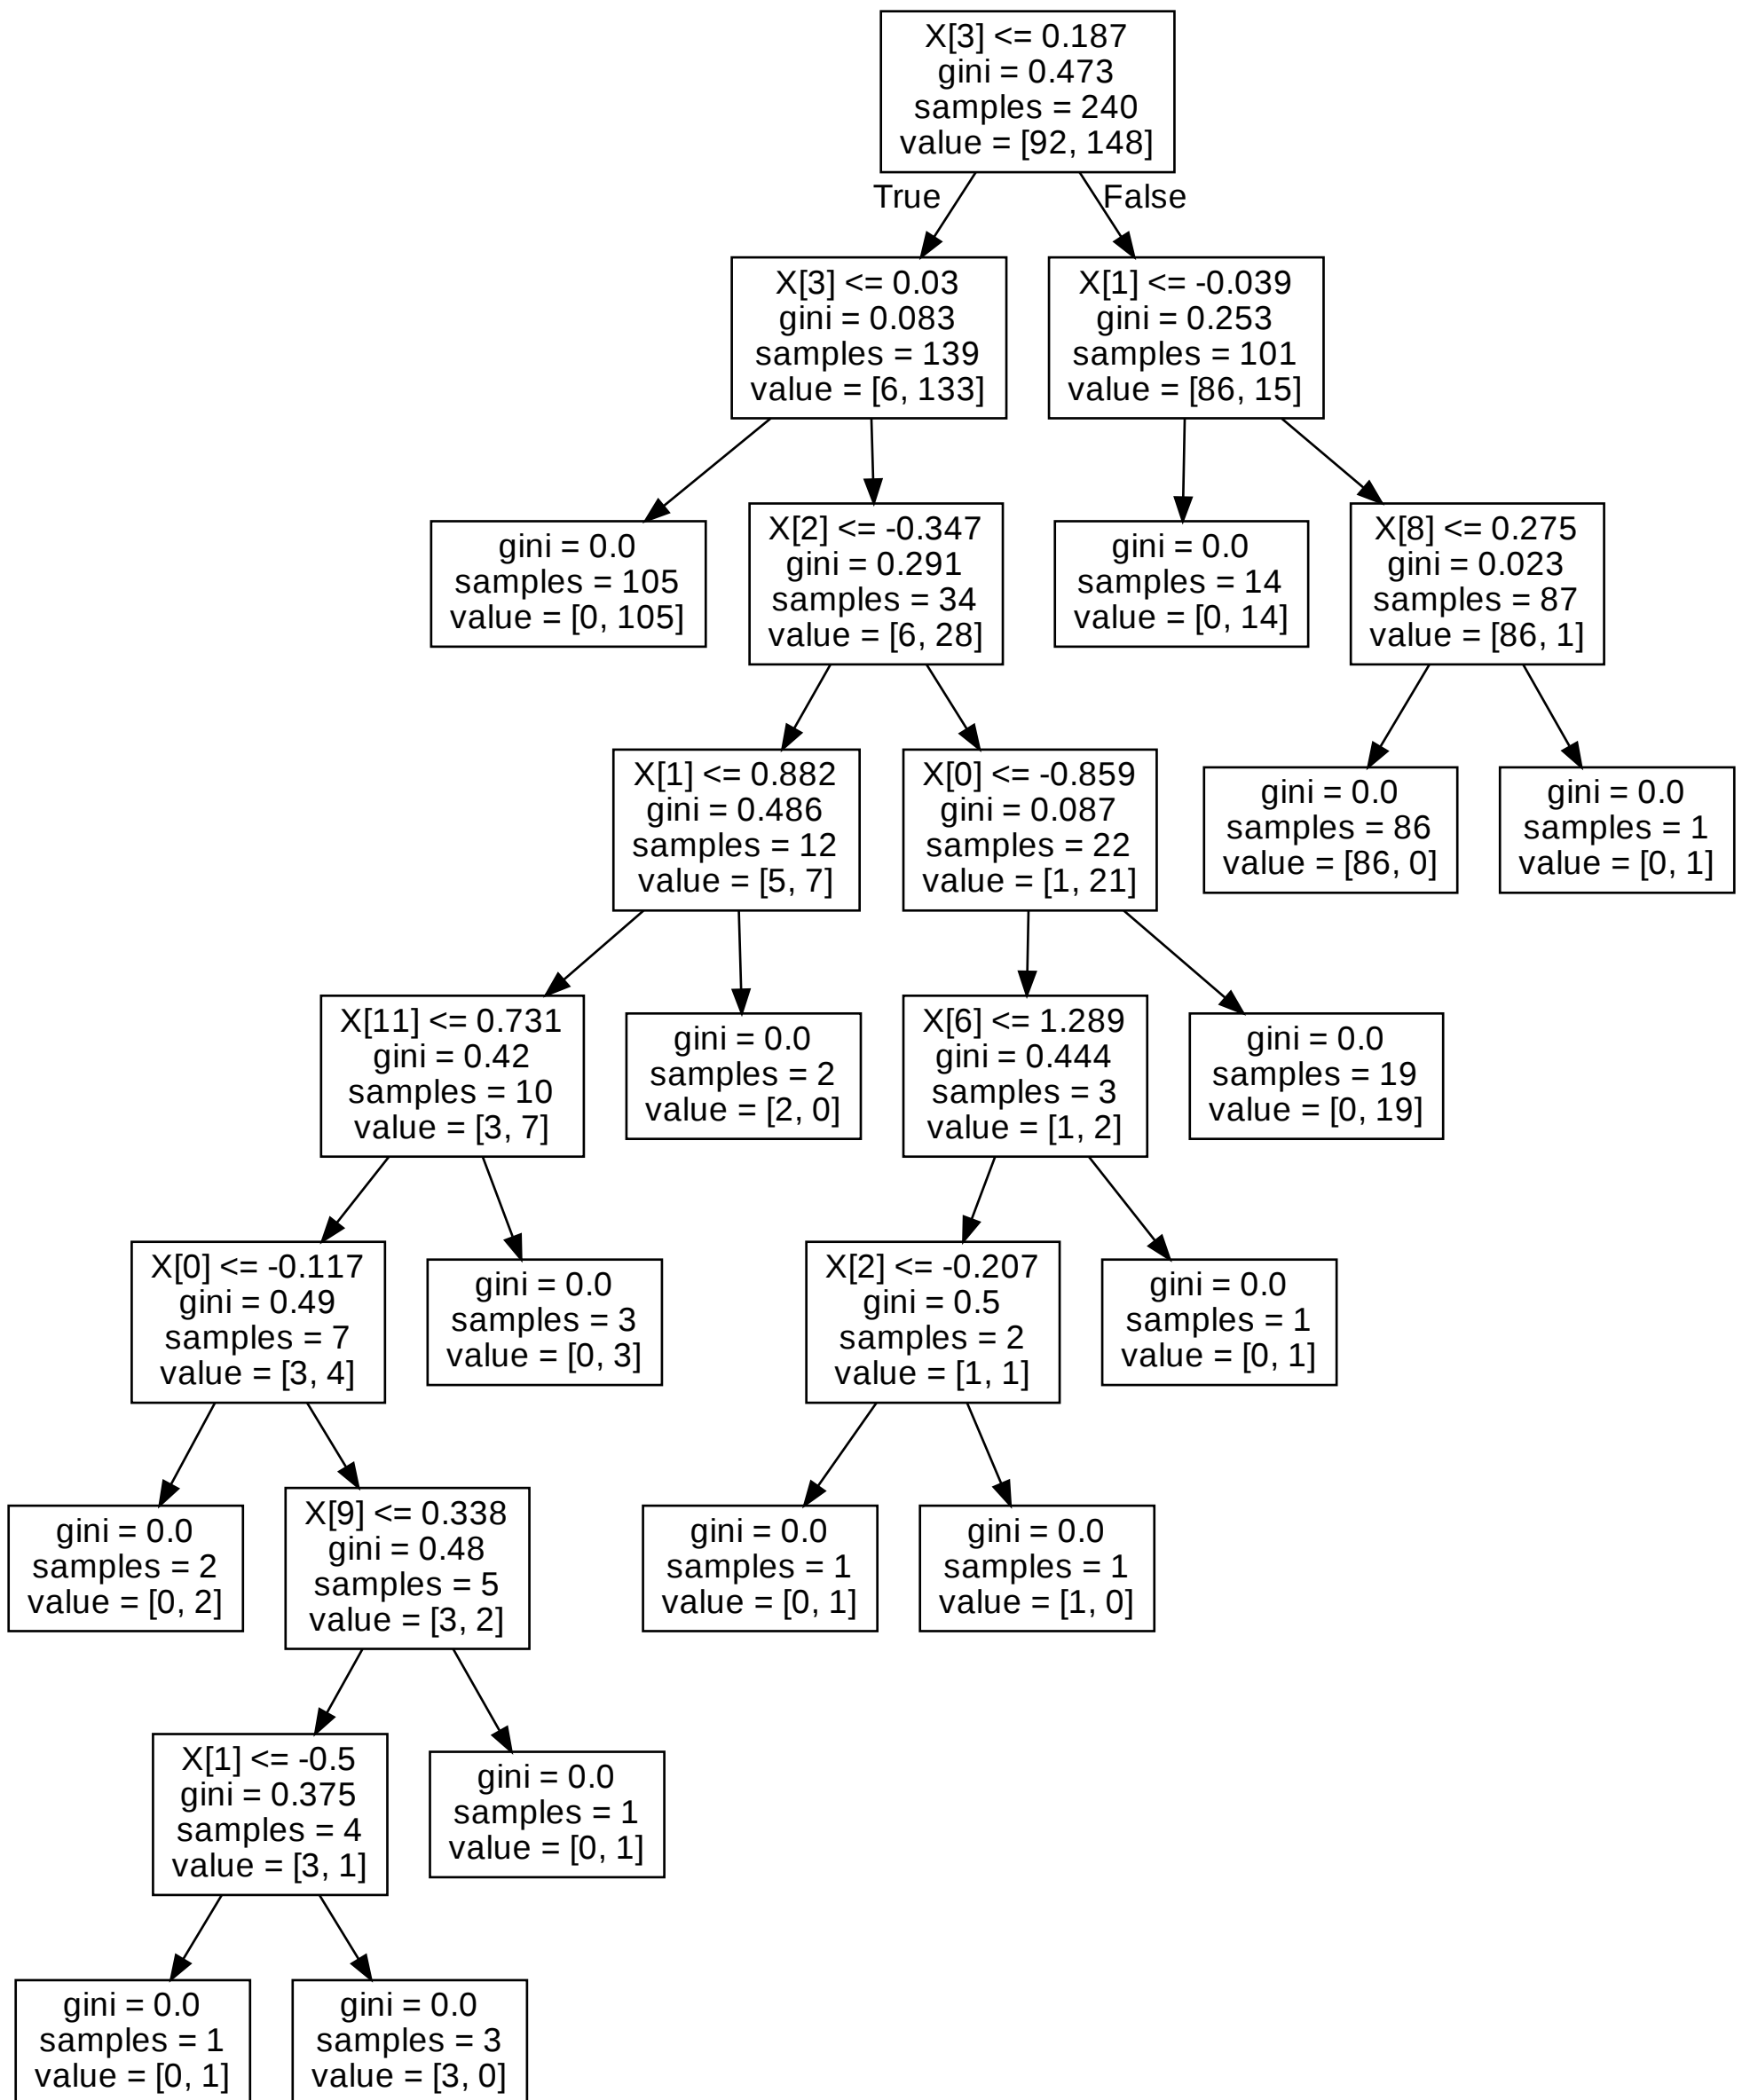 X[3] <= 0.187
gini = 0.473
samples = 240
value = [92, 148]
True
False
X[3] <= 0.03
gini = 0.083
samples = 139
value = [6, 133]
X[1] <= -0.039
gini = 0.253
samples = 101
value = [86, 15]
gini = 0.0
samples = 105
value = [0, 105]
X[2] <= -0.347
gini = 0.291
samples = 34
value = [6, 28]
gini = 0.0
samples = 14
value = [0, 14]
X[8] <= 0.275
gini = 0.023
samples = 87
value = [86, 1]
X[1] <= 0.882
gini = 0.486
samples = 12
value = [5, 7]
X[0] <= -0.859
gini = 0.087
samples = 22
value = [1, 21]
gini = 0.0
samples = 86
value = [86, 0]
gini = 0.0
samples = 1
value = [0, 1]
X[11] <= 0.731
gini = 0.42
samples = 10
value = [3, 7]
gini = 0.0
samples = 2
value = [2, 0]
X[6] <= 1.289
gini = 0.444
samples = 3
value = [1, 2]
gini = 0.0
samples = 19
value = [0, 19]
X[0] <= -0.117
gini = 0.49
samples = 7
value = [3, 4]
gini = 0.0
samples = 3
value = [0, 3]
X[2] <= -0.207
gini = 0.5
samples = 2
value = [1, 1]
gini = 0.0
samples = 1
value = [0, 1]
gini = 0.0
samples = 2
value = [0, 2]
X[9] <= 0.338
gini = 0.48
samples = 5
value = [3, 2]
gini = 0.0
samples = 1
value = [0, 1]
gini = 0.0
samples = 1
value = [1, 0]
X[1] <= -0.5
gini = 0.375
samples = 4
value = [3, 1]
gini = 0.0
samples = 1
value = [0, 1]
gini = 0.0
samples = 1
value = [0, 1]
gini = 0.0
samples = 3
value = [3, 0]